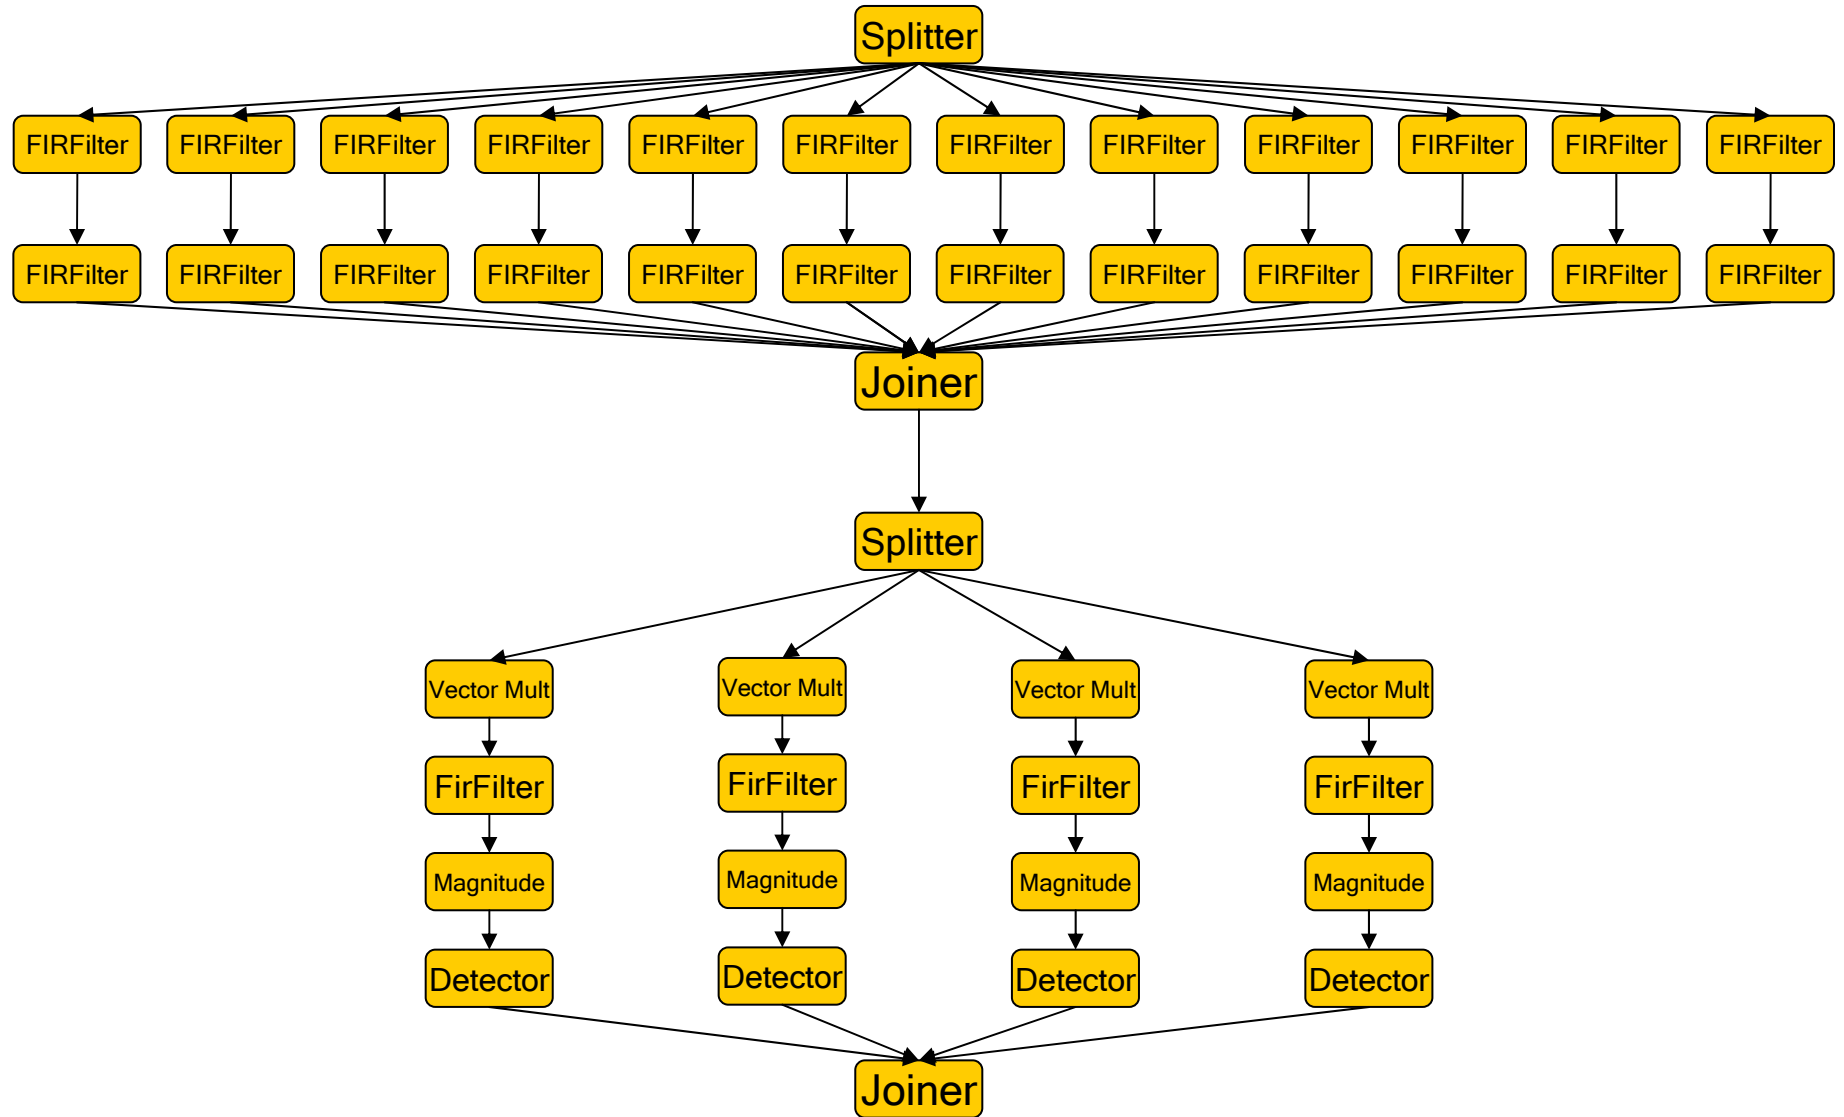 Splitter
FIRFilter FIRFilter FIRFilter FIRFilter FIRFilter FIRFilter FIRFilter FIRFilter FIRFilter FIRFilter FIRFilter FIRFilter
FIRFilter FIRFilter FIRFilter FIRFilter FIRFilter FIRFilter FIRFilter FIRFilter FIRFilter FIRFilter FIRFilter FIRFilter
Joiner
Splitter
Vector Mult Vector Mult Vector Mult Vector Mult
FirFilter FirFilter FirFilter FirFilter
Magnitude Magnitude Magnitude Magnitude
Detector Detector Detector Detector
Joiner